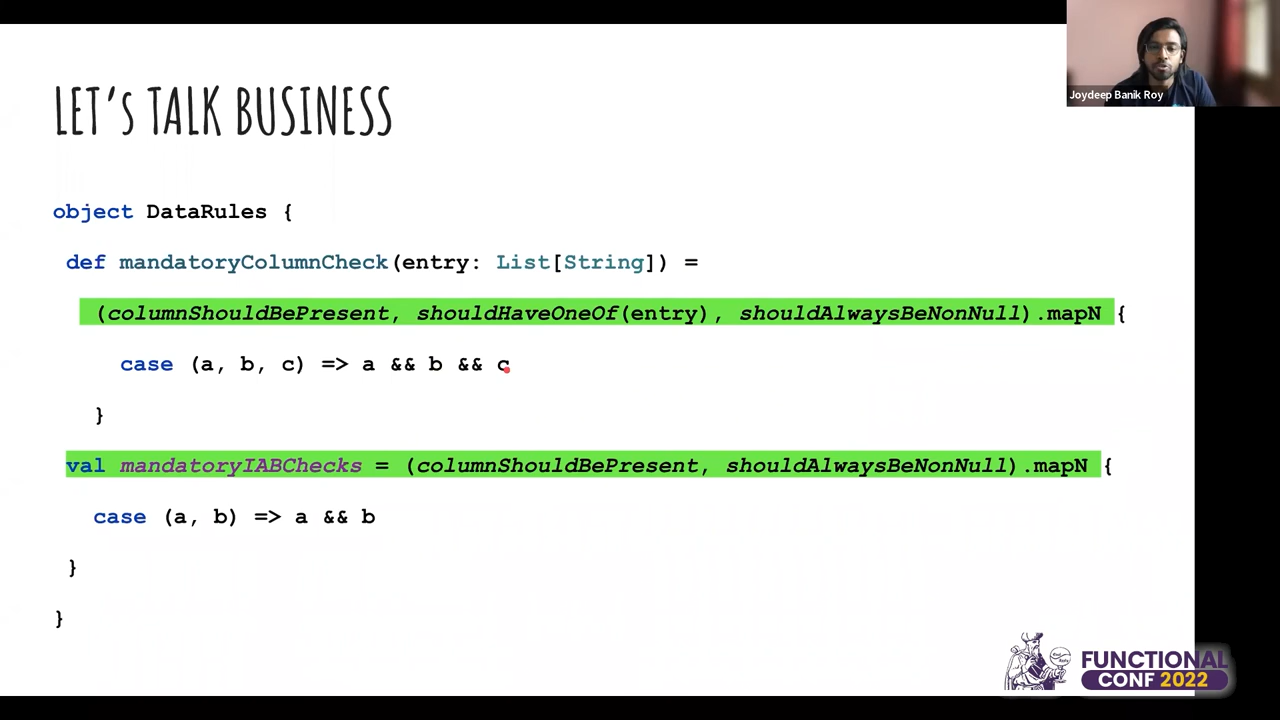 Joydeep Banik Roy
LET's TALK BUSINESS
object DataRules {
def mandatoryColumnCheck(entry: List[String]) =
(columnShouldBePresent, shouldHaveOneOf(entry), shouldAlwaysBeNonNull).mapN {
case (a, b, c) => a && b && c
}
val mandatoryIABChecks = (columnShouldBePresent, shouldAlwaysBeNonNull).mapN {
case (a, b) => a && b
}
}
FUNCTIONAL
CONF 2022